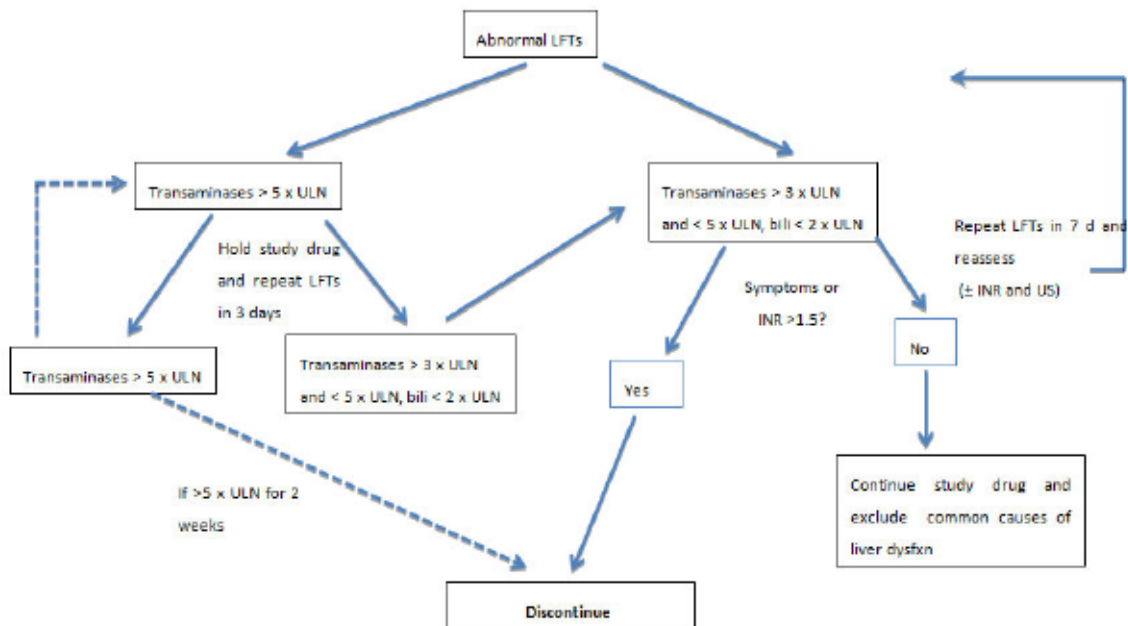 Abnormal LFTs
Transaminases > 5 x ULN
Transaminases > 3 x ULN
and < 5 x ULN, bili < 2 x ULN
Repeat LFTs in 7 d and
reassess
(± INR and US)
Hold study drug
and repeat LFTs
in 3 days
Symptoms or
INR >1.5?
Transaminases > 5 x ULN
Transaminases > 3 x ULN
and < 5 x ULN, bili < 2 x ULN
Yes
No
If >5 x ULN for 2
weeks
Continue study drug and
exclude common causes of
liver dysfxn
Discontinue